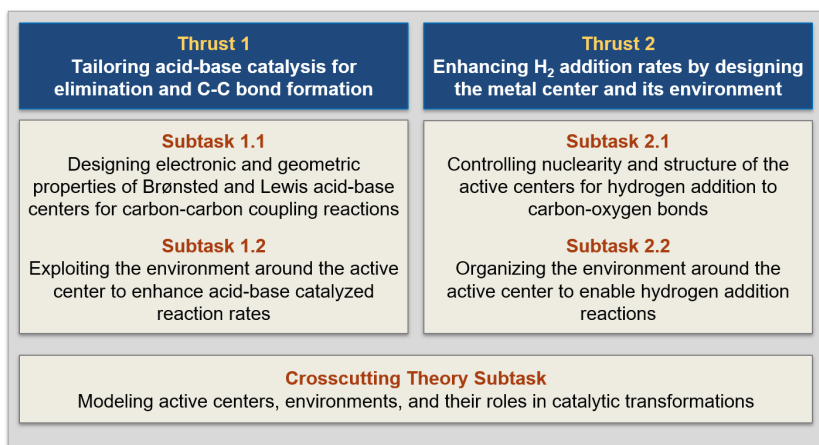 Thrust 1
Tailoring acid-base catalysis for
elimination and C-C bond formation
Thrust 2
Enhancing H₂ addition rates by designing
the metal center and its environment
Subtask 1.1
Designing electronic and geometric
properties of Brønsted and Lewis acid-base
centers for carbon-carbon coupling reactions
Subtask 1.2
Exploiting the environment around the active
center to enhance acid-base catalyzed
reaction rates
Subtask 2.1
Controlling nuclearity and structure of the
active centers for hydrogen addition to
carbon-oxygen bonds
Subtask 2.2
Organizing the environment around the
active center to enable hydrogen addition
reactions
Crosscutting Theory Subtask
Modeling active centers, environments, and their roles in catalytic transformations